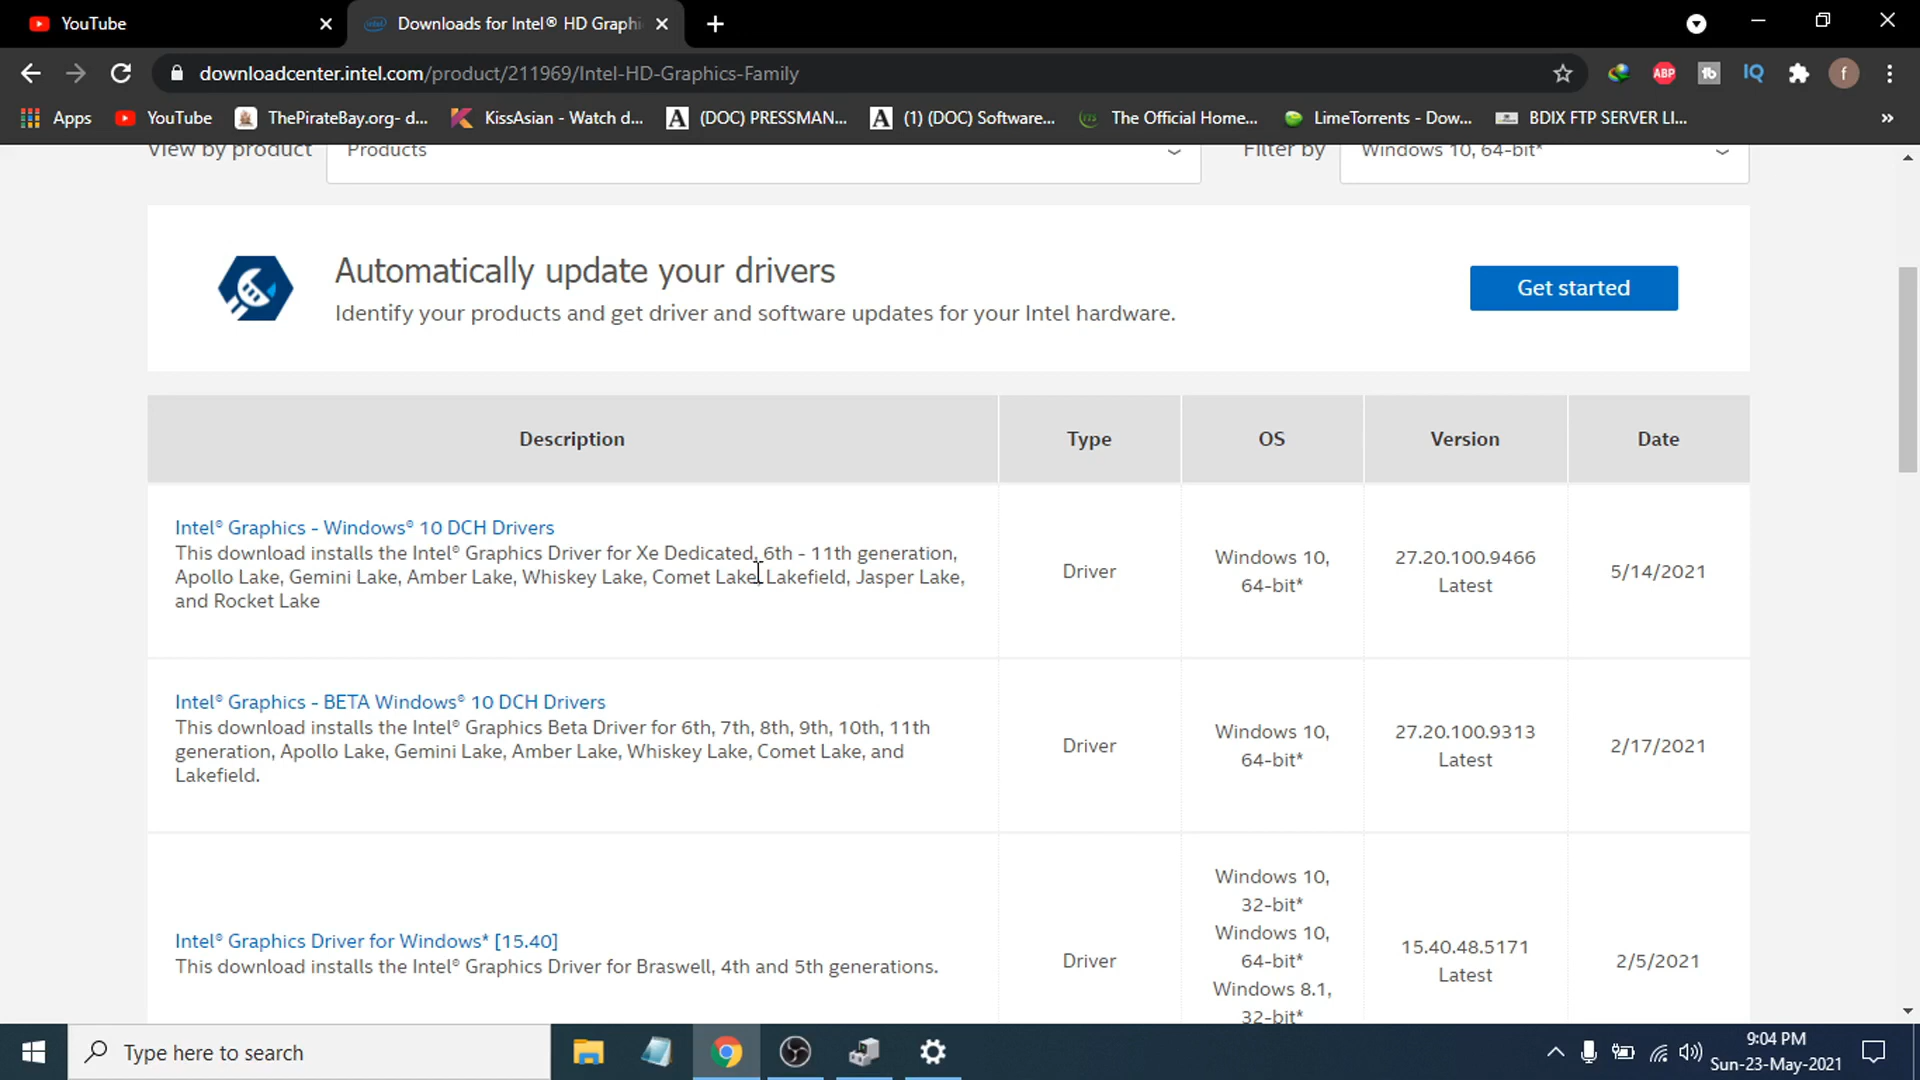 YouTube
Downloads for Intel® HD Graphi
downloadcenter.intel.com/product/211969/Intel-HD-Graphics-Family
ABP
tb
IQ
f
Apps
YouTube
ThePirateBay.org- d...
KissAsian - Watch d...
A (DOC) PRESSMAN...
A (1) (DOC) Software...
The Official Home...
LimeTorrents - Dow...
BDIX FTP SERVER LI...
»
View by product
Products
Filter by
Windows 10, 64-bit*
Automatically update your drivers
Identify your products and get driver and software updates for your Intel hardware.
Get started
Description Type OS Version Date
Intel® Graphics - Windows® 10 DCH Drivers
This download installs the Intel® Graphics Driver for Xe Dedicated, 6th - 11th generation,
Apollo Lake, Gemini Lake, Amber Lake, Whiskey Lake, Comet Lake, Lakefield, Jasper Lake,
and Rocket Lake
Driver
Windows 10,
64-bit*
27.20.100.9466
Latest
5/14/2021
Intel® Graphics - BETA Windows® 10 DCH Drivers
This download installs the Intel® Graphics Beta Driver for 6th, 7th, 8th, 9th, 10th, 11th
generation, Apollo Lake, Gemini Lake, Amber Lake, Whiskey Lake, Comet Lake, and
Lakefield.
Driver
Windows 10,
64-bit*
27.20.100.9313
Latest
2/17/2021
Intel® Graphics Driver for Windows* [15.40]
This download installs the Intel® Graphics Driver for Braswell, 4th and 5th generations.
Driver
Windows 10,
32-bit*
Windows 10,
64-bit*
Windows 8.1,
32-bit*
15.40.48.5171
Latest
2/5/2021
Type here to search
9:04 PM
Sun-23-May-2021